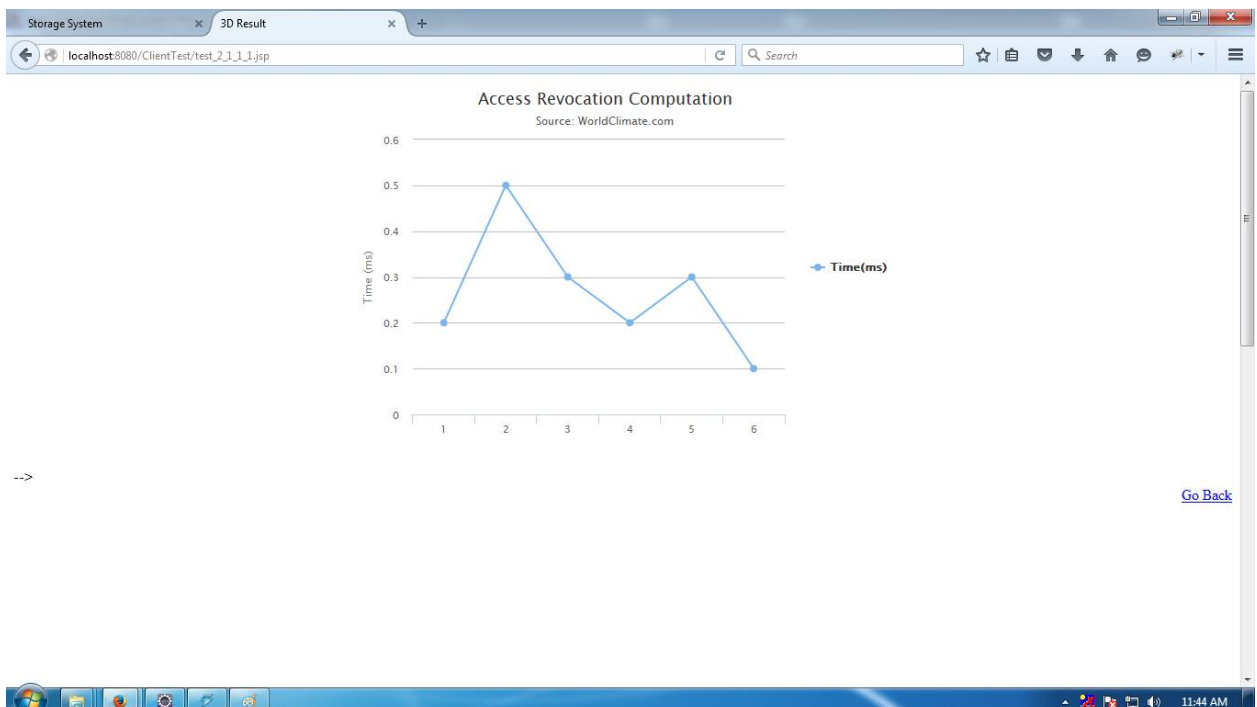 Storage System
3D Result
localhost:8080/ClientTest/test_2_1_1_1.jsp
Search
Access Revocation Computation
Source: WorldClimate.com
0.6
0.5
0.4
0.3
0.2
0.1
0
Time (ms)
Time(ms)
1 2 3 4 5 6
-->
Go Back
11:44 AM